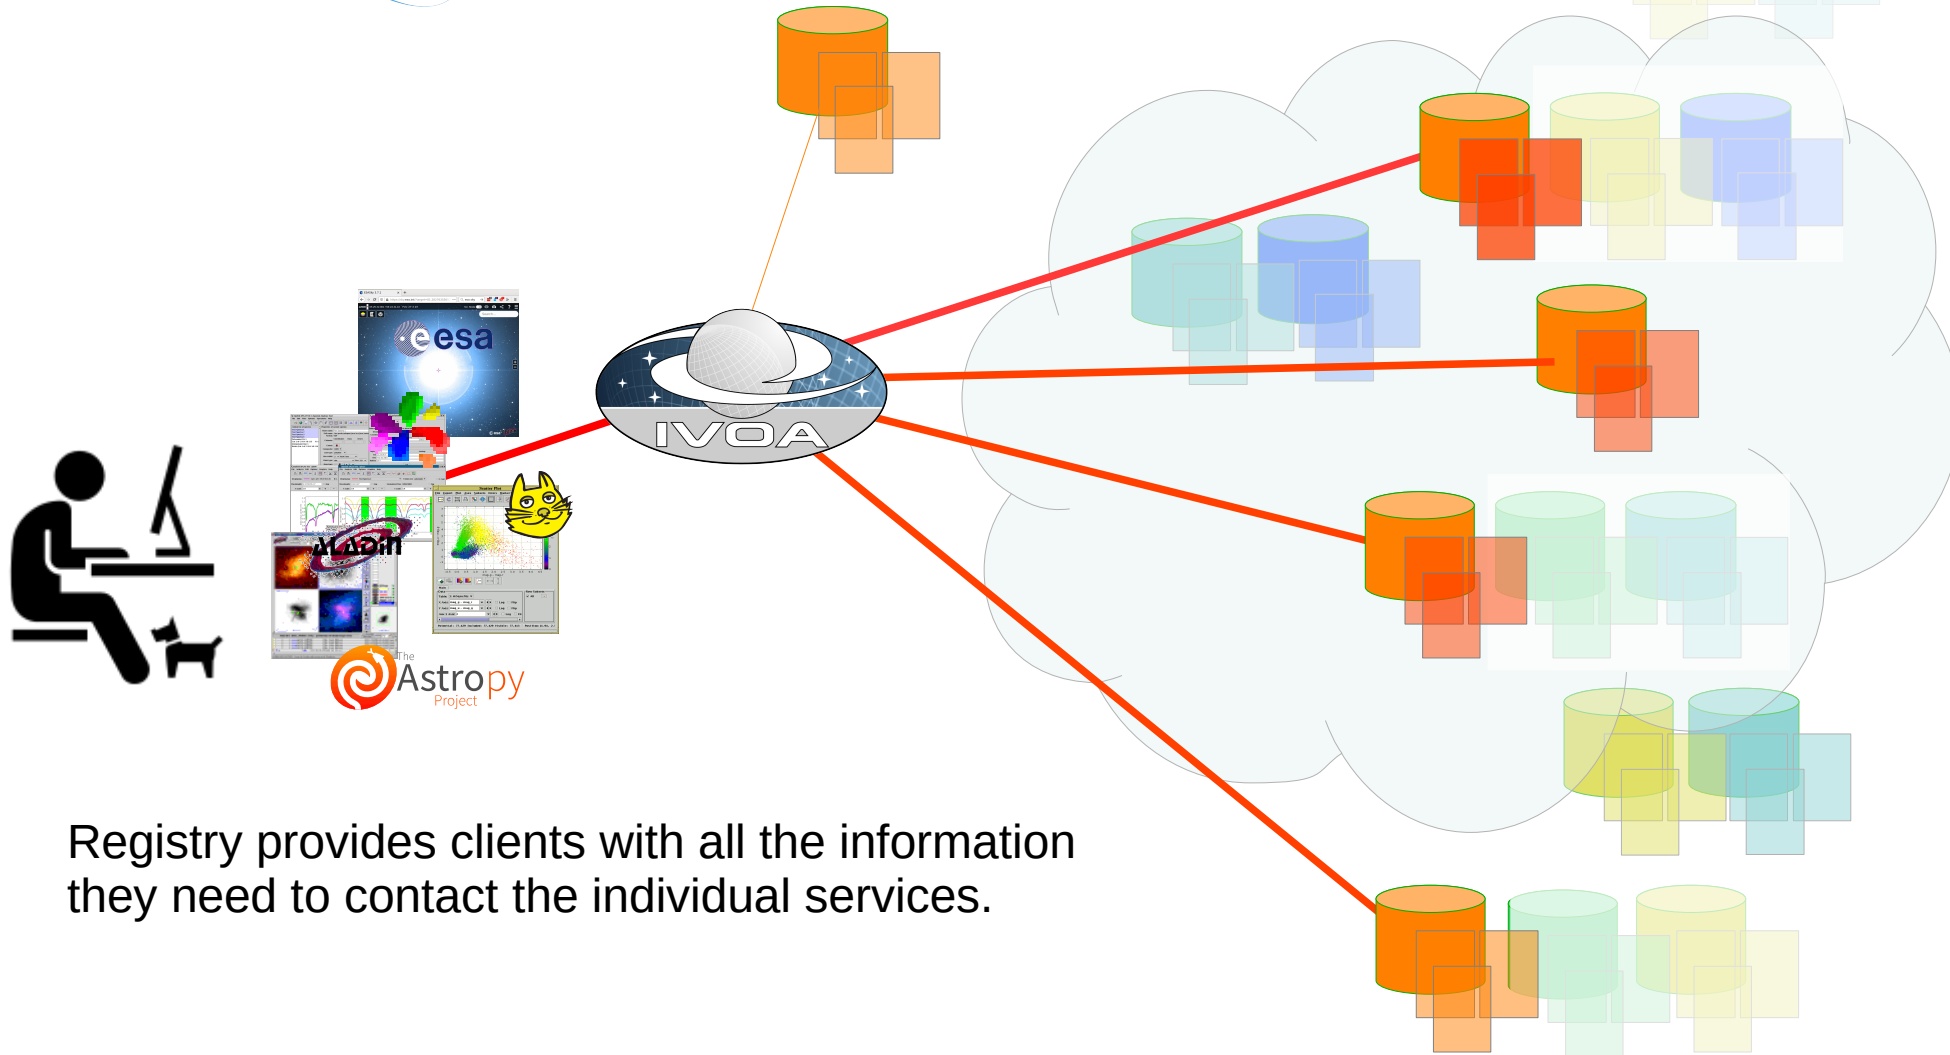 esa
IVOA
ALADiN
The
Astropy
Project
Registry provides clients with all the information
they need to contact the individual services.